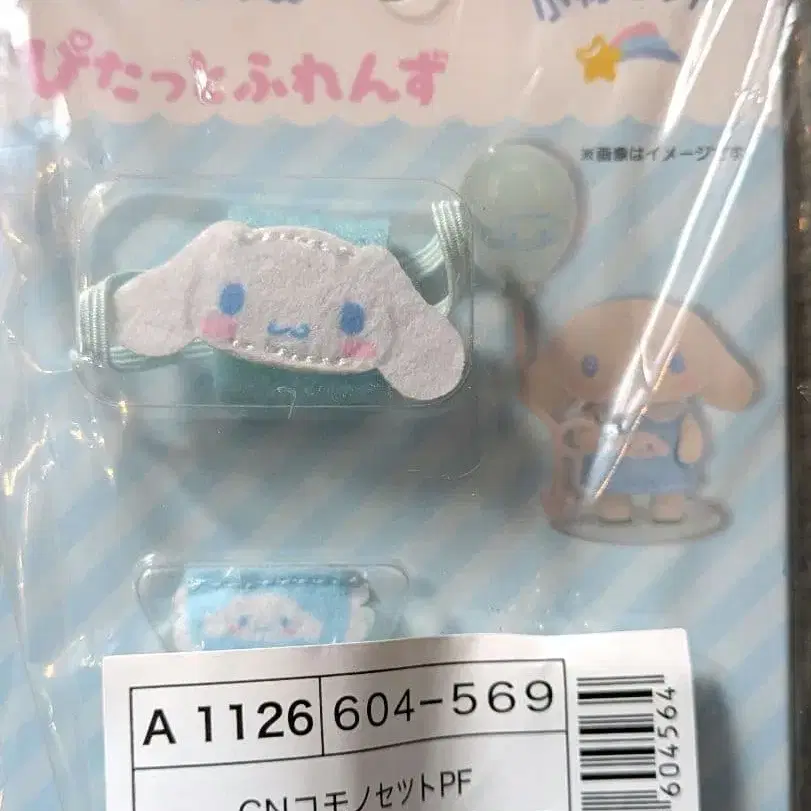 ぴたっとふれんず
※画像はイメージです
A 1126 604-569
CNコモノセットPF
604564